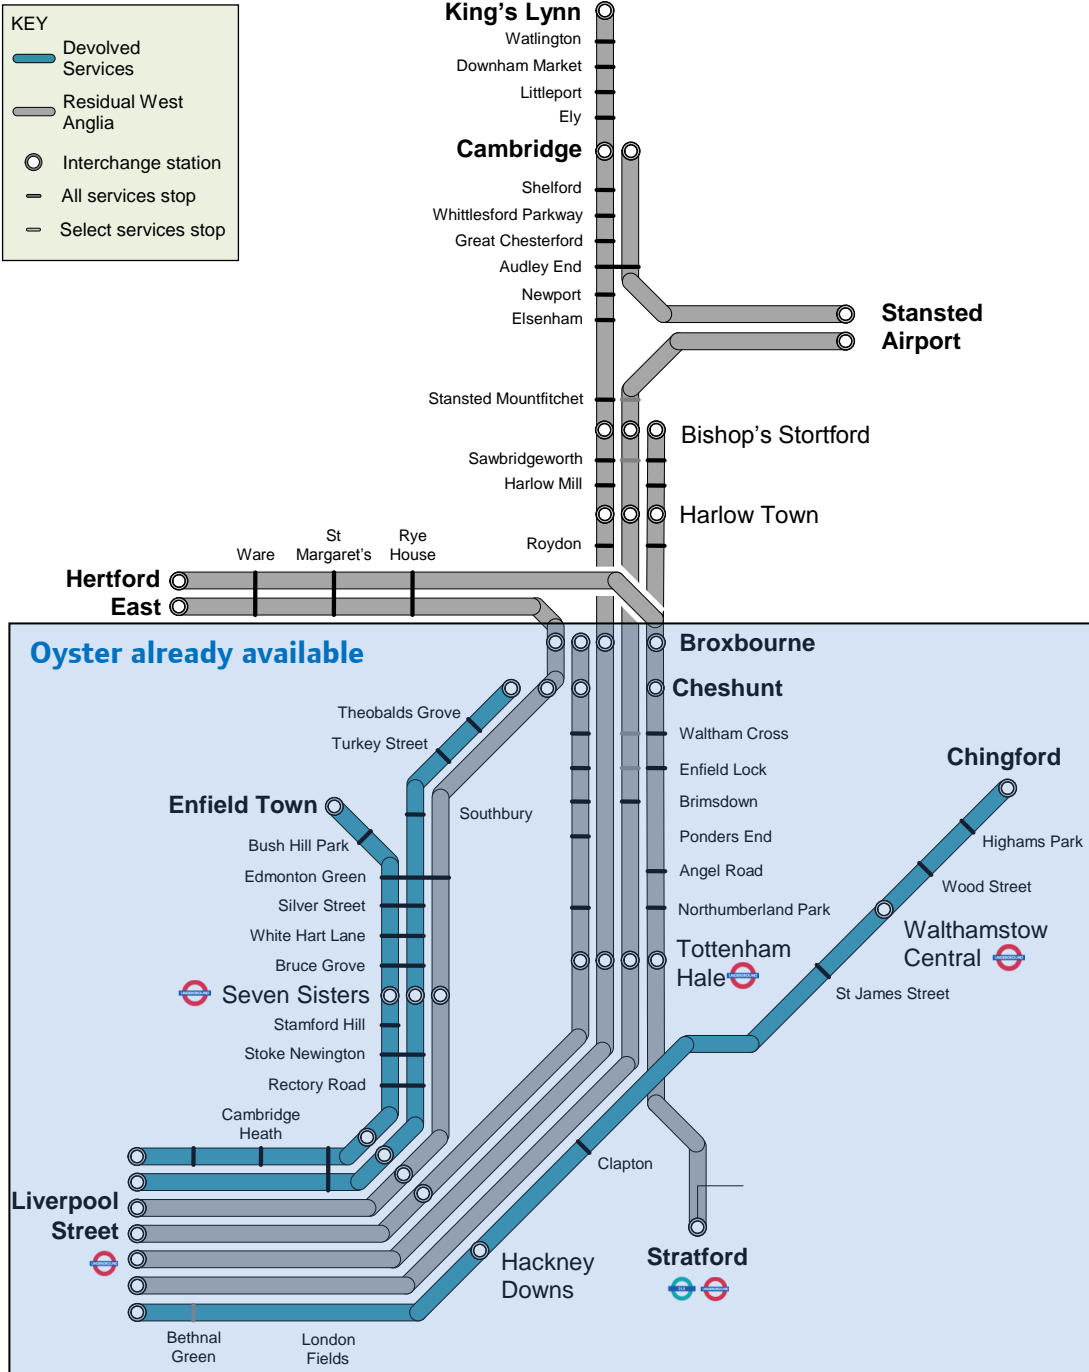 KEY
Devolved
Services
Residual West
Anglia
Interchange station
All services stop
Select services stop
King's Lynn
Watlington
Downham Market
Littleport
Ely
Cambridge
Shelford
Whittlesford Parkway
Great Chesterford
Audley End
Newport
Elsenham
Stansted
Airport
Stansted Mountfitchet
Bishop's Stortford
Sawbridgeworth
Harlow Mill
Harlow Town
Roydon
Ware
St
Margaret's
Rye
House
Hertford
East
Oyster already available
Broxbourne
Cheshunt
Theobalds Grove
Turkey Street
Waltham Cross
Enfield Lock
Chingford
Enfield Town
Southbury
Brimsdown
Bush Hill Park
Ponders End
Highams Park
Edmonton Green
Angel Road
Wood Street
Silver Street
Northumberland Park
White Hart Lane
Walthamstow
Central
Bruce Grove
Tottenham
Hale
Seven Sisters
St James Street
Stamford Hill
Stoke Newington
Rectory Road
Cambridge
Heath
Clapton
Liverpool
Street
Hackney
Downs
Stratford
Bethnal
Green
London
Fields